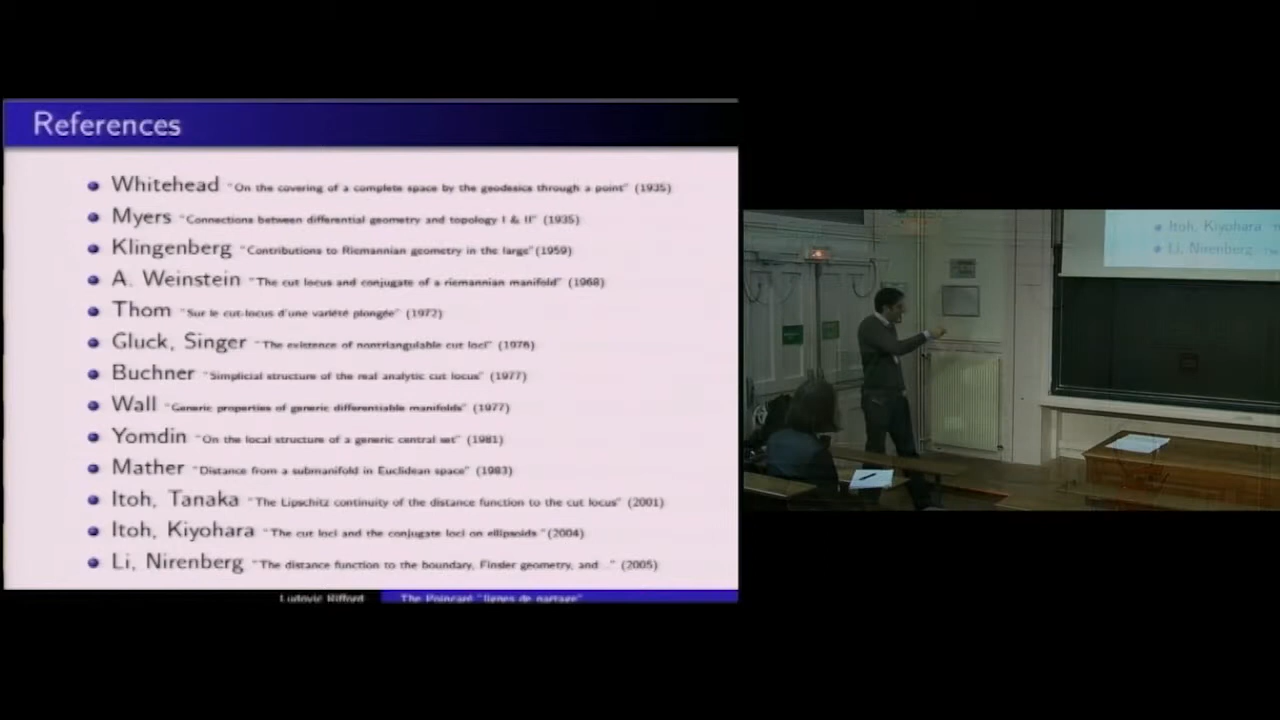 References
Whitehead "On the covering of a complete space by the geodesics through a point" (1935)
Myers "Connections between differential geometry and topology I & II" (1935)
Klingenberg "Contributions to Riemannian geometry in the large"(1959)
A. Weinstein "The cut locus and conjugate of a riemannian manifold" (1968)
Thom "Sur le cut-locus d'une variété plongée" (1972)
Gluck, Singer "The existence of nontriangulable cut loci" (1976)
Buchner "Simplicial structure of the real analytic cut locus" (1977)
Wall "Generic properties of generic differentiable manifolds" (1977)
Yomdin "On the local structure of a generic central set" (1981)
Mather "Distance from a submanifold in Euclidean space" (1983)
Itoh, Tanaka "The Lipschitz continuity of the distance function to the cut locus" (2001)
Itoh, Kiyohara "The cut loci and the conjugate loci on ellipsoids "(2004)
Li, Nirenberg "The distance function to the boundary, Finsler geometry, and .." (2005)
Ludovic Rifford
The Poincaré "lignes de partage"
Itoh, Kiyohara
Li, Nirenberg